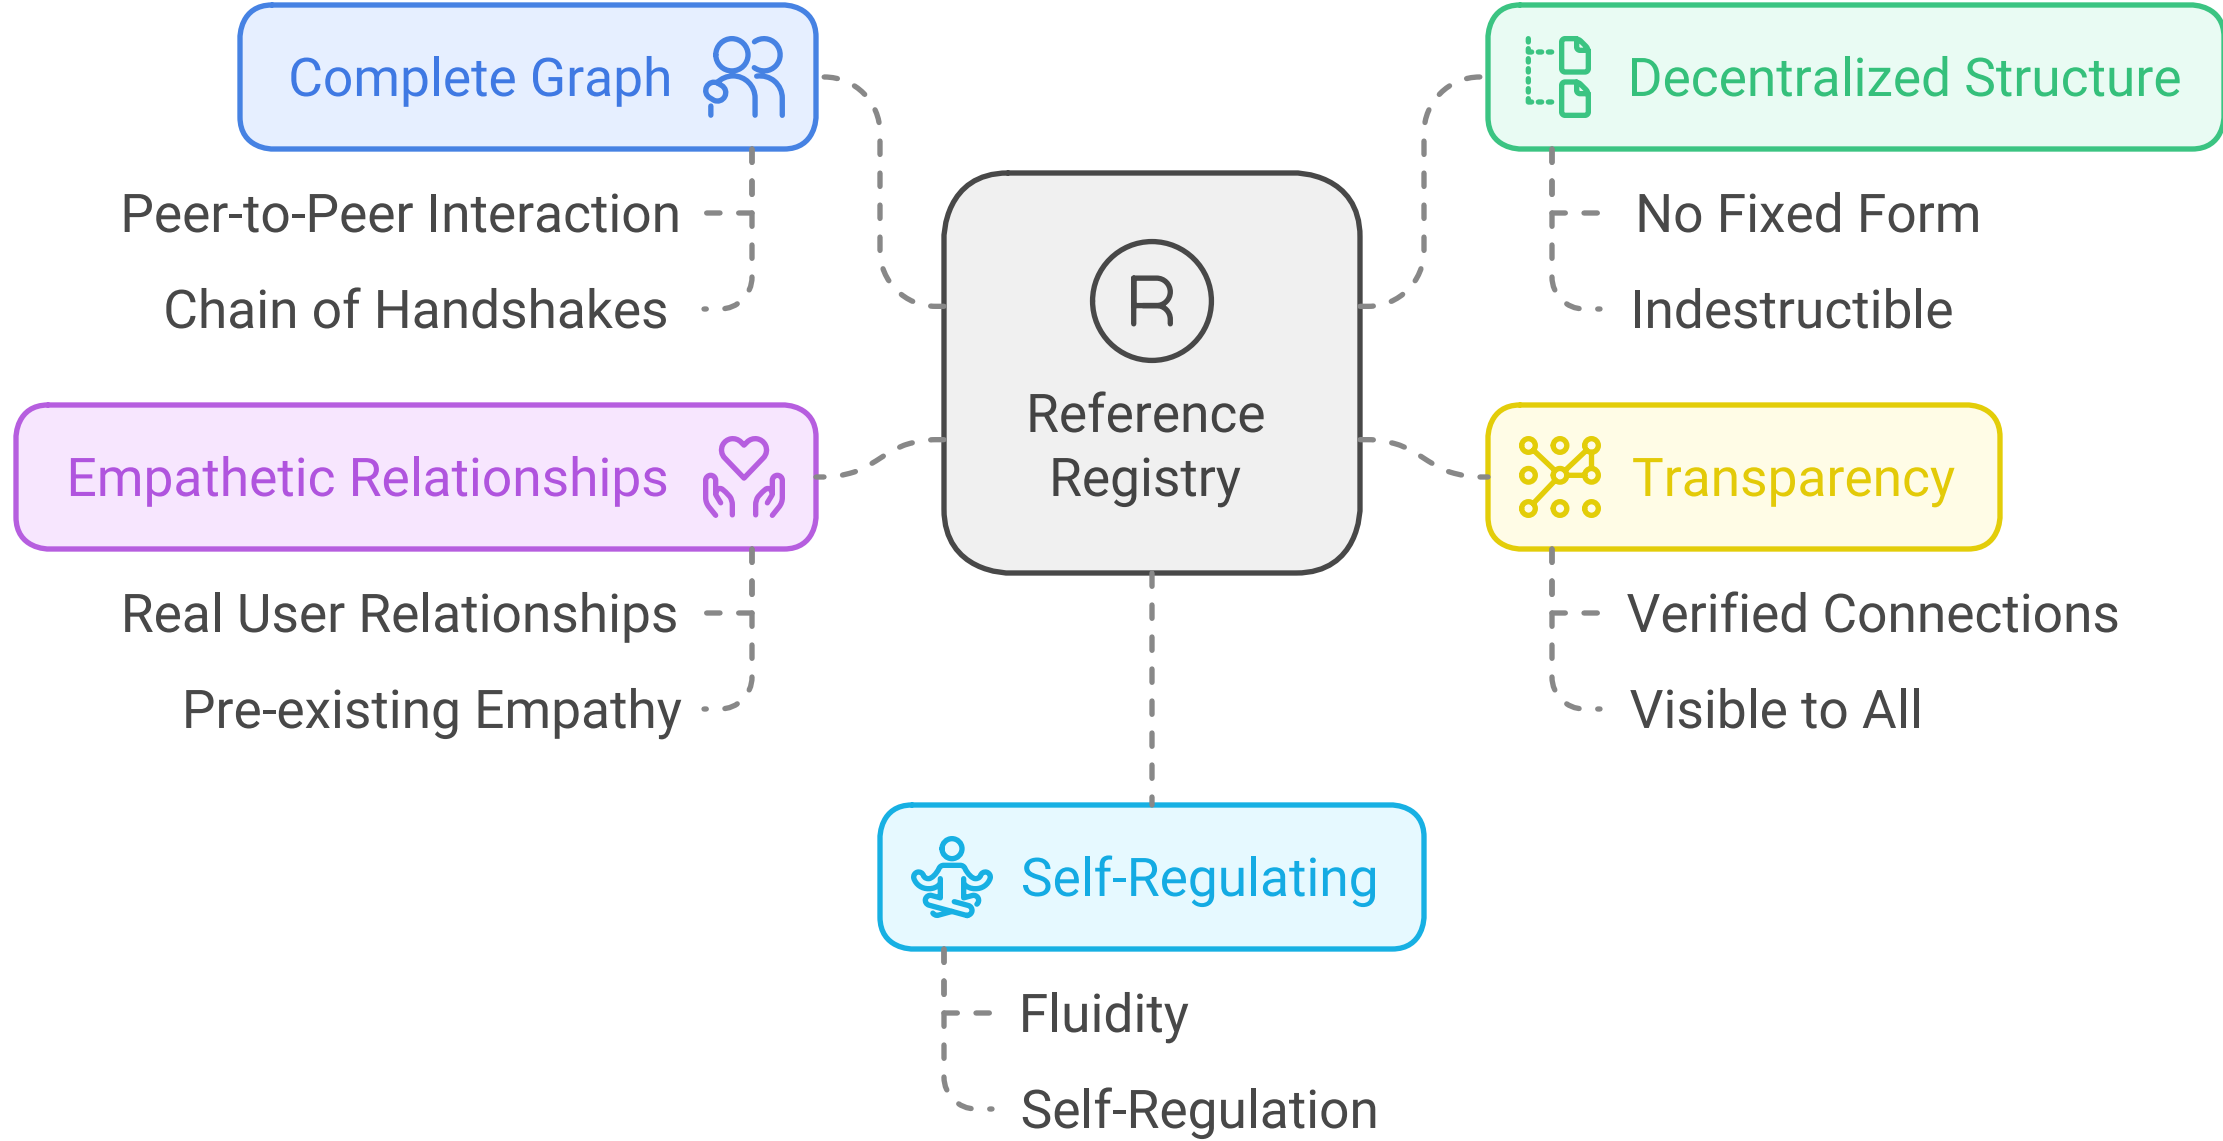 Complete Graph
Peer-to-Peer Interaction
Chain of Handshakes
Empathetic Relationships
Real User Relationships
Pre-existing Empathy
R
Reference
Registry
Decentralized Structure
No Fixed Form
Indestructible
Transparency
Verified Connections
Visible to All
Self-Regulating
Fluidity
Self-Regulation